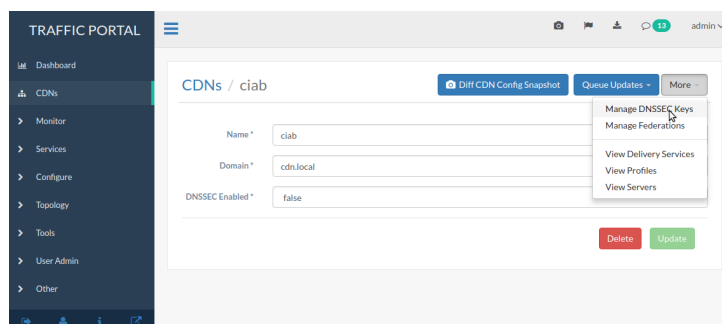 TRAFFIC PORTAL
13
admin
Dashboard
CDNs
Monitor
Services
Configure
Topology
Tools
User Admin
Other
CDNs / ciab
Diff CDN Config Snapshot
Queue Updates
More
Manage DNSSEC Keys
Manage Federations
View Delivery Services
View Profiles
View Servers
Name *
ciab
Domain *
cdn.local
DNSSEC Enabled *
false
Delete
Update